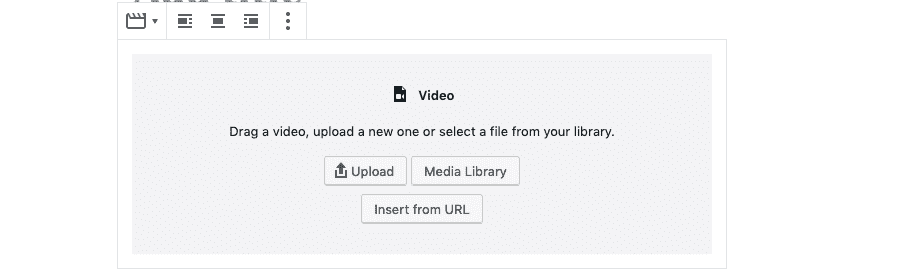 Video
Drag a video, upload a new one or select a file from your library.
Upload Media Library
Insert from URL